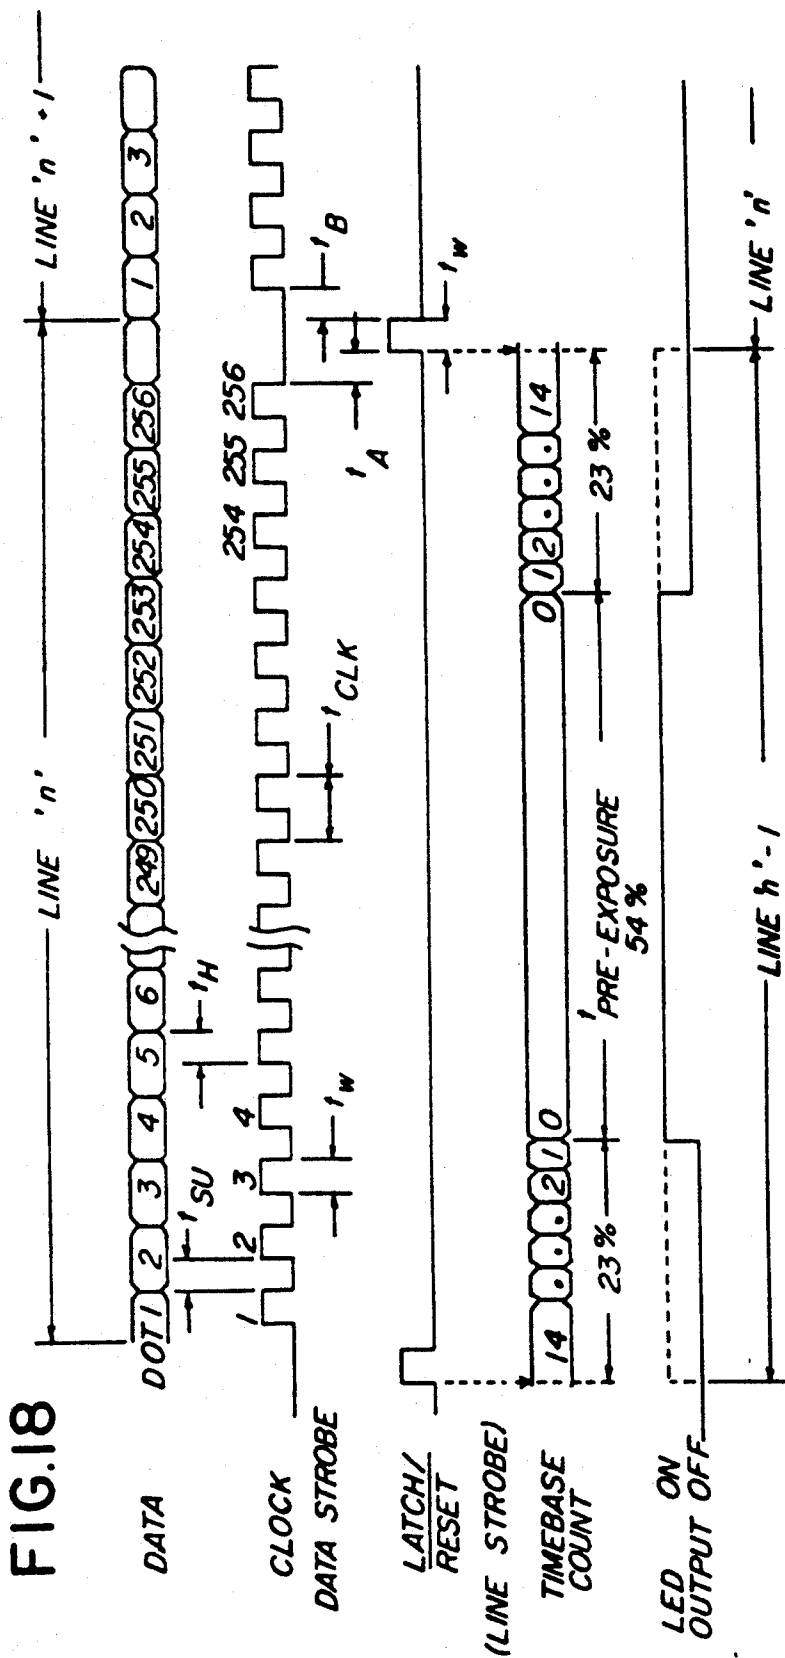 FIG.18
LINE 'n'
LINE 'n' + 1
DATA
DOT 1 2 3 4 5 6 249 250 251 252 253 254 255 256 1 2 3
tSU
tH
CLOCK
DATA STROBE
1 2 3 4 254 255 256
tw
tCLK
tA
tB
LATCH/
RESET
(LINE STROBE)
tw
TIMEBASE
COUNT
14 . . . 2 1 0 0 1 2 . . . 14
23%
tPRE-EXPOSURE
54%
23%
LED ON
OUTPUT OFF
LINE 'n'-1
LINE 'n'